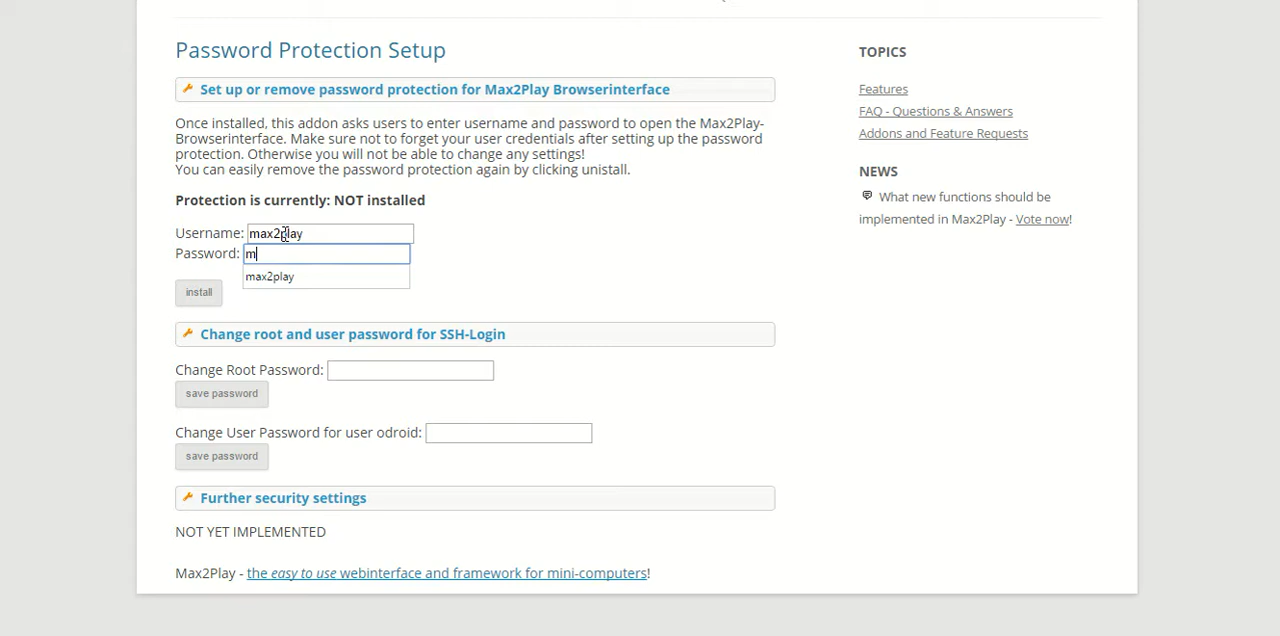 Password Protection Setup
Set up or remove password protection for Max2Play Browserinterface
Once installed, this addon asks users to enter username and password to open the Max2Play-
Browserinterface. Make sure not to forget your user credentials after setting up the password
protection. Otherwise you will not be able to change any settings!
You can easily remove the password protection again by clicking unistall.
Protection is currently: NOT installed
Username: max2play
Password: m
max2play
install
Change root and user password for SSH-Login
Change Root Password:
save password
Change User Password for user odroid:
save password
Further security settings
NOT YET IMPLEMENTED
Max2Play - the easy to use webinterface and framework for mini-computers!
TOPICS
Features
FAQ - Questions & Answers
Addons and Feature Requests
NEWS
What new functions should be
implemented in Max2Play - Vote now!